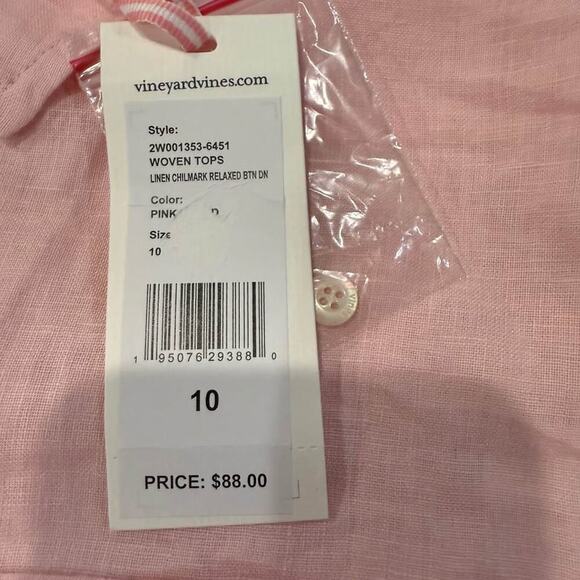 vineyardvines.com
Style:
2W001353-6451
WOVEN TOPS
LINEN CHILMARK RELAXED BTN DN
Color:
PINK
Size
10
1 95076 29388 0
10
PRICE: $88.00